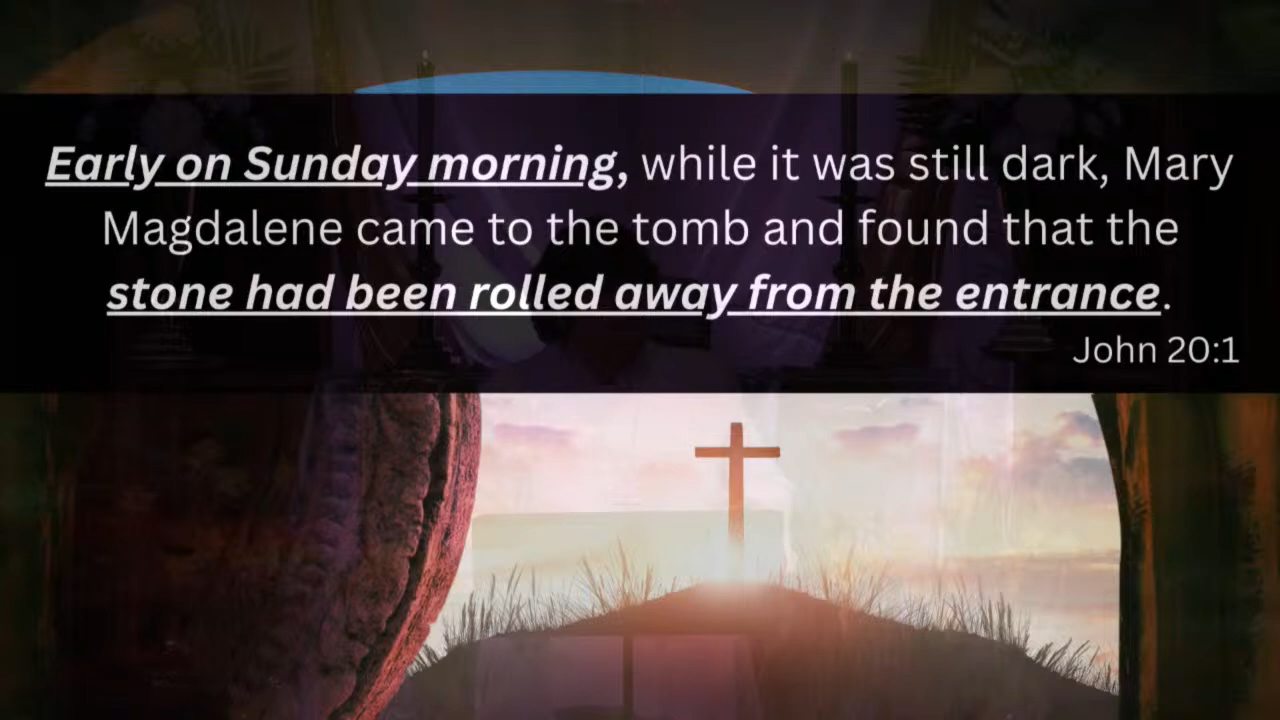 Early on Sunday morning, while it was still dark, Mary
Magdalene came to the tomb and found that the
stone had been rolled away from the entrance.
John 20:1